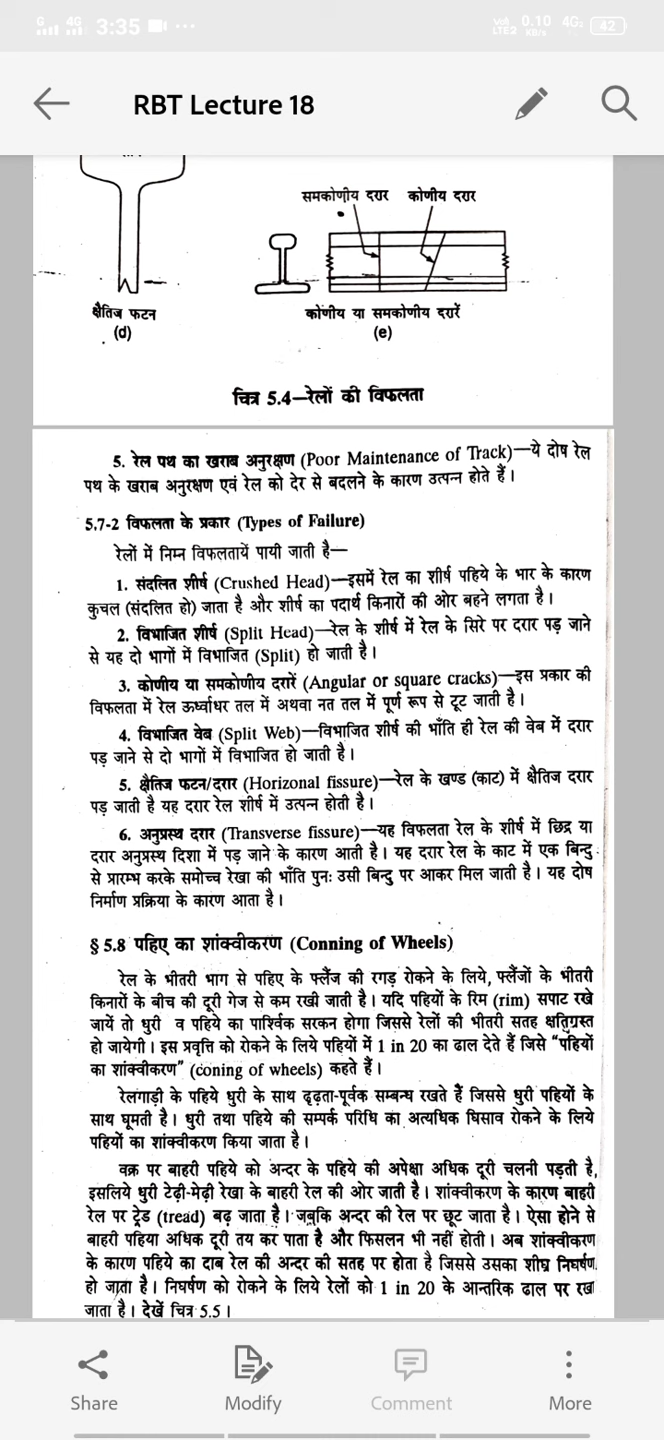 G 4G 3:35
Vol) LTE2 0.10 KB/s 4G 42
RBT Lecture 18
समकोणीय दरार कोणीय दरार
क्षैतिज फटन
(d)
कोणीय या समकोणीय दरारें
(e)
चित्र 5.4—रेलों की विफलता
5. रेल पथ का खराब अनुरक्षण (Poor Maintenance of Track)—ये दोष रेल
पथ के खराब अनुरक्षण एवं रेल को देर से बदलने के कारण उत्पन्न होते हैं।
5.7-2 विफलता के प्रकार (Types of Failure)
रेलों में निम्न विफलतायें पायी जाती है—
1. संदलित शीर्ष (Crushed Head)—इसमें रेल का शीर्ष पहिये के भार के कारण
कुचल (संदलित हो) जाता है और शीर्ष का पदार्थ किनारों की ओर बहने लगता है।
2. विभाजित शीर्ष (Split Head)—रेल के शीर्ष में रेल के सिरे पर दरार पड़ जाने
से यह दो भागों में विभाजित (Split) हो जाती है।
3. कोणीय या समकोणीय दरारें (Angular or square cracks)—इस प्रकार की
विफलता में रेल ऊर्ध्वाधर तल में अथवा नत तल में पूर्ण रूप से टूट जाती है।
4. विभाजित वेब (Split Web)—विभाजित शीर्ष की भाँति ही रेल की वेब में दरार
पड़ जाने से दो भागों में विभाजित हो जाती है।
5. क्षैतिज फटन/दरार (Horizonal fissure)—रेल के खण्ड (काट) में क्षैतिज दरार
पड़ जाती है यह दरार रेल शीर्ष में उत्पन्न होती है।
6. अनुप्रस्थ दरार (Transverse fissure)—यह विफलता रेल के शीर्ष में छिद्र या
दरार अनुप्रस्थ दिशा में पड़ जाने के कारण आती है। यह दरार रेल के काट में एक बिन्दु
से प्रारम्भ करके समोच्च रेखा की भाँति पुनः उसी बिन्दु पर आकर मिल जाती है। यह दोष
निर्माण प्रक्रिया के कारण आता है।
§ 5.8 पहिए का शांक्वीकरण (Conning of Wheels)
रेल के भीतरी भाग से पहिए के फ्लैंज की रगड़ रोकने के लिये, फ्लैंजों के भीतरी
किनारों के बीच की दूरी गेज से कम रखी जाती है। यदि पहियों के रिम (rim) सपाट रखे
जायें तो धुरी व पहिये का पार्श्विक सरकन होगा जिससे रेलों की भीतरी सतह क्षतिग्रस्त
हो जायेगी। इस प्रवृत्ति को रोकने के लिये पहियों में 1 in 20 का ढाल देते हैं जिसे "पहियों
का शांक्वीकरण" (coning of wheels) कहते हैं।
रेलगाड़ी के पहिये धुरी के साथ दृढ़ता-पूर्वक सम्बन्ध रखते हैं जिससे धुरी पहियों के
साथ घूमती है। धुरी तथा पहिये की सम्पर्क परिधि का अत्यधिक घिसाव रोकने के लिये
पहियों का शांक्वीकरण किया जाता है।
वक्र पर बाहरी पहिये को अन्दर के पहिये की अपेक्षा अधिक दूरी चलनी पड़ती है,
इसलिये धुरी टेढ़ी-मेढ़ी रेखा के बाहरी रेल की ओर जाती है। शांक्वीकरण के कारण बाहरी
रेल पर ट्रेड (tread) बढ़ जाता है। जबकि अन्दर की रेल पर छूट जाता है। ऐसा होने से
बाहरी पहिया अधिक दूरी तय कर पाता है और फिसलन भी नहीं होती। अब शांक्वीकरण
के कारण पहिये का दाब रेल की अन्दर की सतह पर होता है जिससे उसका शीघ्र निघर्षण
हो जाता है। निघर्षण को रोकने के लिये रेलों को 1 in 20 के आन्तरिक ढाल पर रखा
जाता है। देखें चित्र 5.5।
Share Modify Comment More